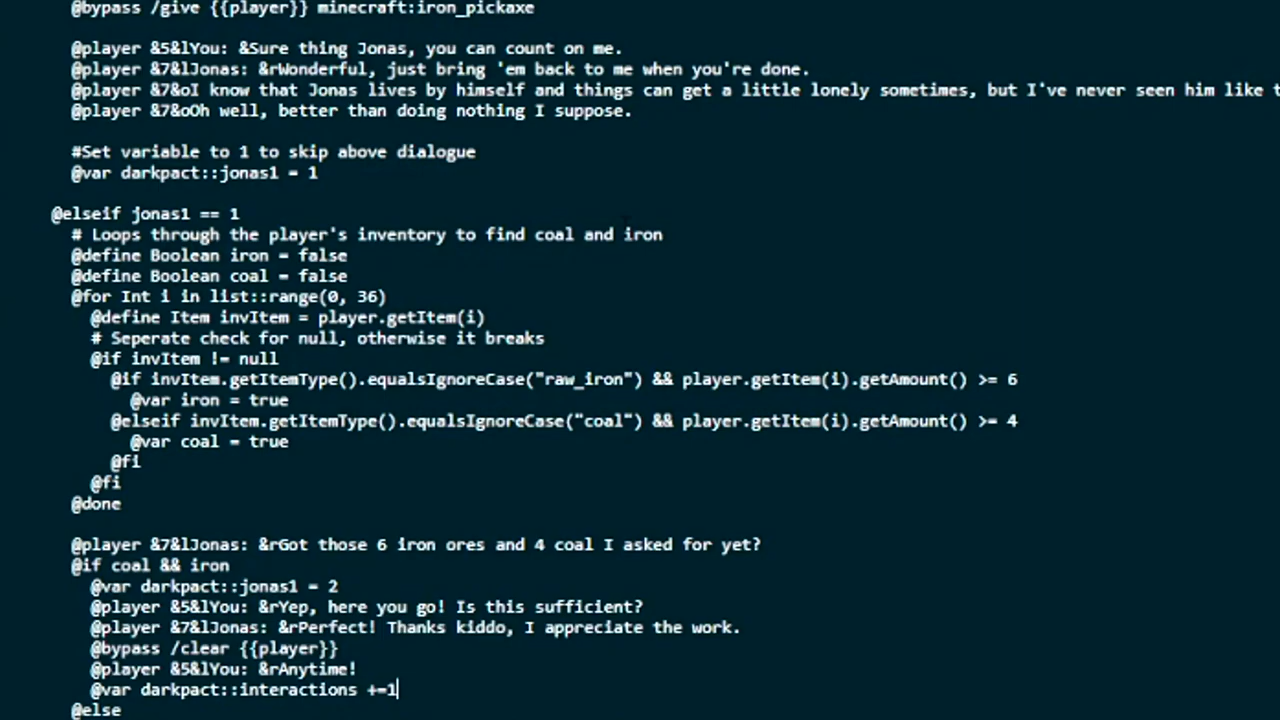 @bypass /give {{player}} minecraft:iron_pickaxe
@player &5&lYou: &Sure thing Jonas, you can count on me.
@player &7&lJonas: &rWonderful, just bring 'em back to me when you're done.
@player &7&oI know that Jonas lives by himself and things can get a little lonely sometimes, but I've never seen him like
@player &7&oOh well, better than doing nothing I suppose.
#Set variable to 1 to skip above dialogue
@var darkpact::jonas1 = 1
@elseif jonas1 == 1
# Loops through the player's inventory to find coal and iron
@define Boolean iron = false
@define Boolean coal = false
@for Int i in list::range(0, 36)
@define Item invItem = player.getItem(i)
# Seperate check for null, otherwise it breaks
@if invItem != null
@if invItem.getItemType().equalsIgnoreCase("raw_iron") && player.getItem(i).getAmount() >= 6
@var iron = true
@elseif invItem.getItemType().equalsIgnoreCase("coal") && player.getItem(i).getAmount() >= 4
@var coal = true
@fi
@fi
@done
@player &7&lJonas: &rGot those 6 iron ores and 4 coal I asked for yet?
@if coal && iron
@var darkpact::jonas1 = 2
@player &5&lYou: &rYep, here you go! Is this sufficient?
@player &7&lJonas: &rPerfect! Thanks kiddo, I appreciate the work.
@bypass /clear {{player}}
@player &5&lYou: &rAnytime!
@var darkpact::interactions +=1
@else